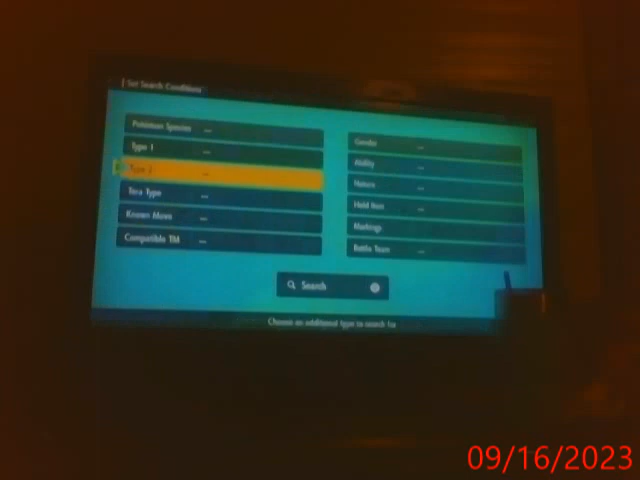 Set Search Conditions
Pokémon Species —
Type 1 —
Type 2 —
Tera Type —
Known Move —
Compatible TM —
Gender —
Ability —
Nature —
Held Item —
Markings
Battle Team —
Search
Choose an additional type to search for
09/16/2023